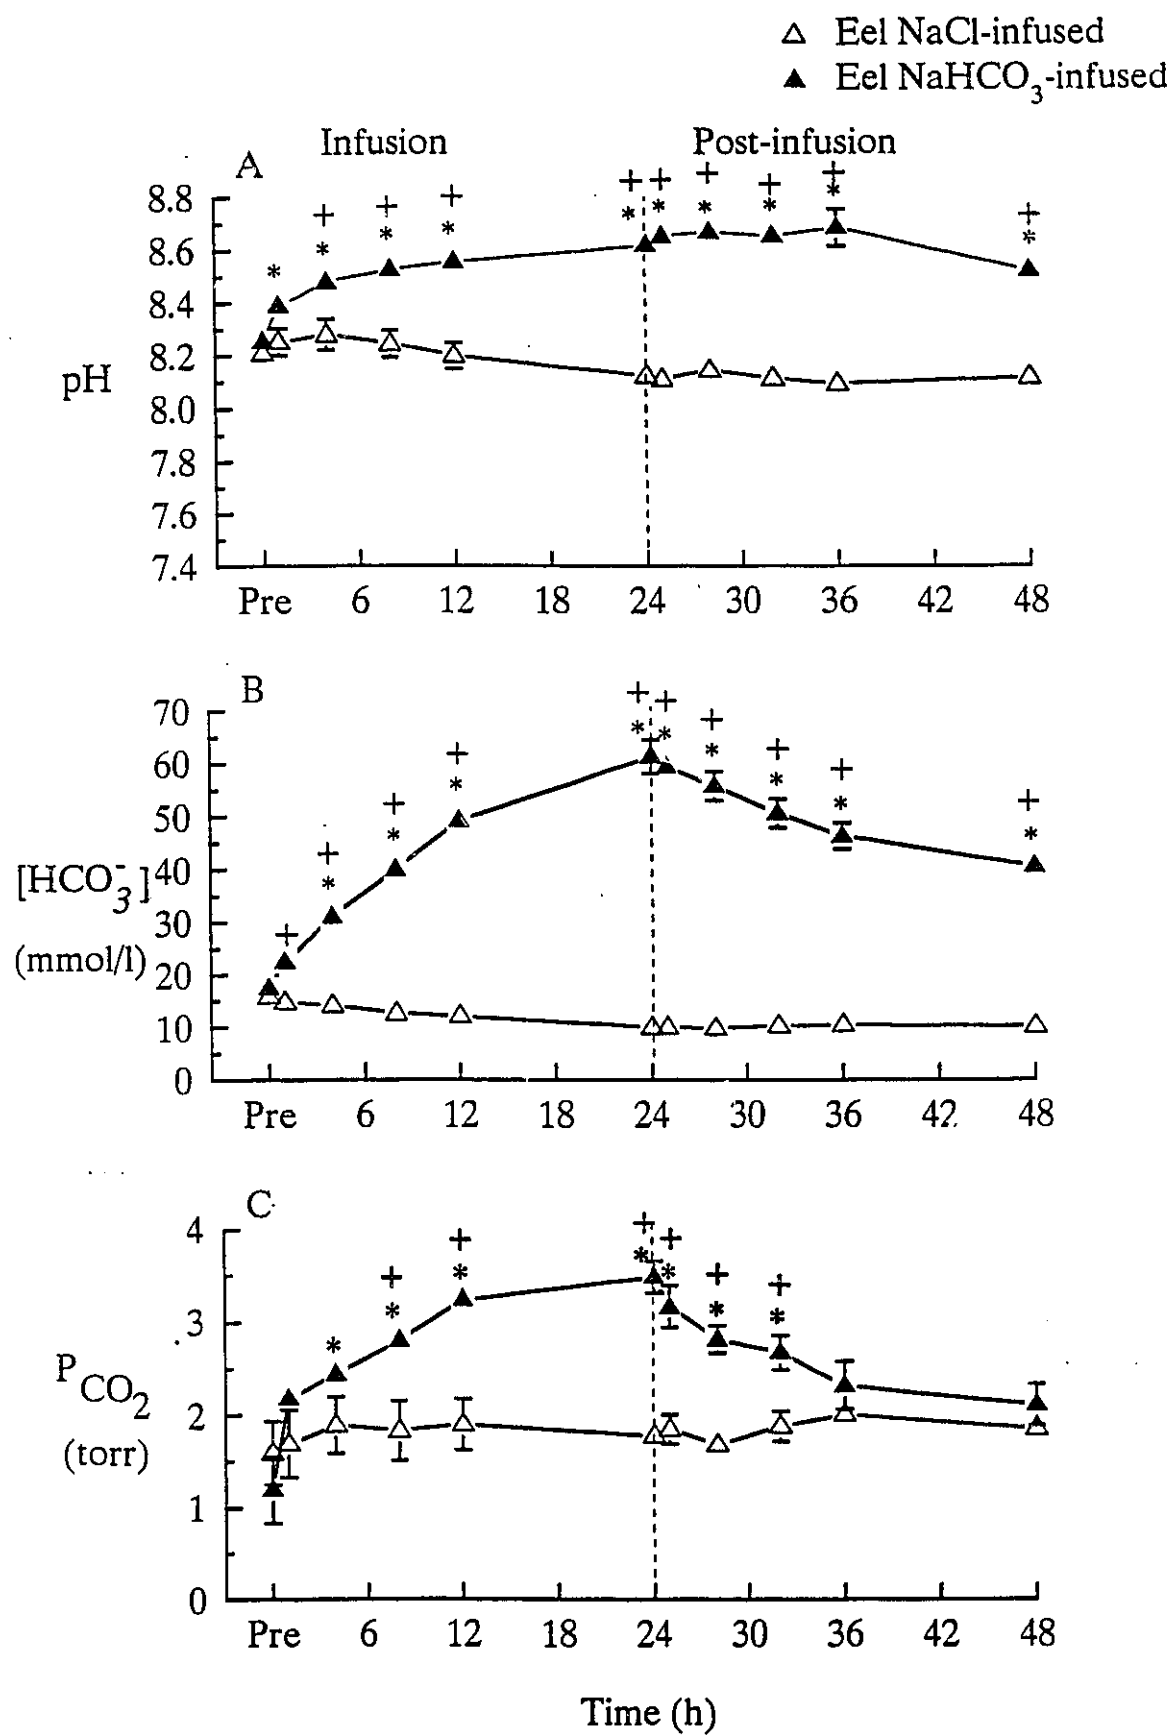 △ Eel NaCl-infused
▲ Eel NaHCO₃-infused
Infusion
Post-infusion
A
8.8
8.6
8.4
8.2
8.0
7.8
7.6
7.4
pH
Pre 6 12 18 24 30 36 42 48
B
70
60
50
40
30
20
10
0
[HCO₃⁻]
(mmol/l)
Pre 6 12 18 24 30 36 42 48
C
4
3
2
1
0
PCO₂
(torr)
Pre 6 12 18 24 30 36 42 48
Time (h)